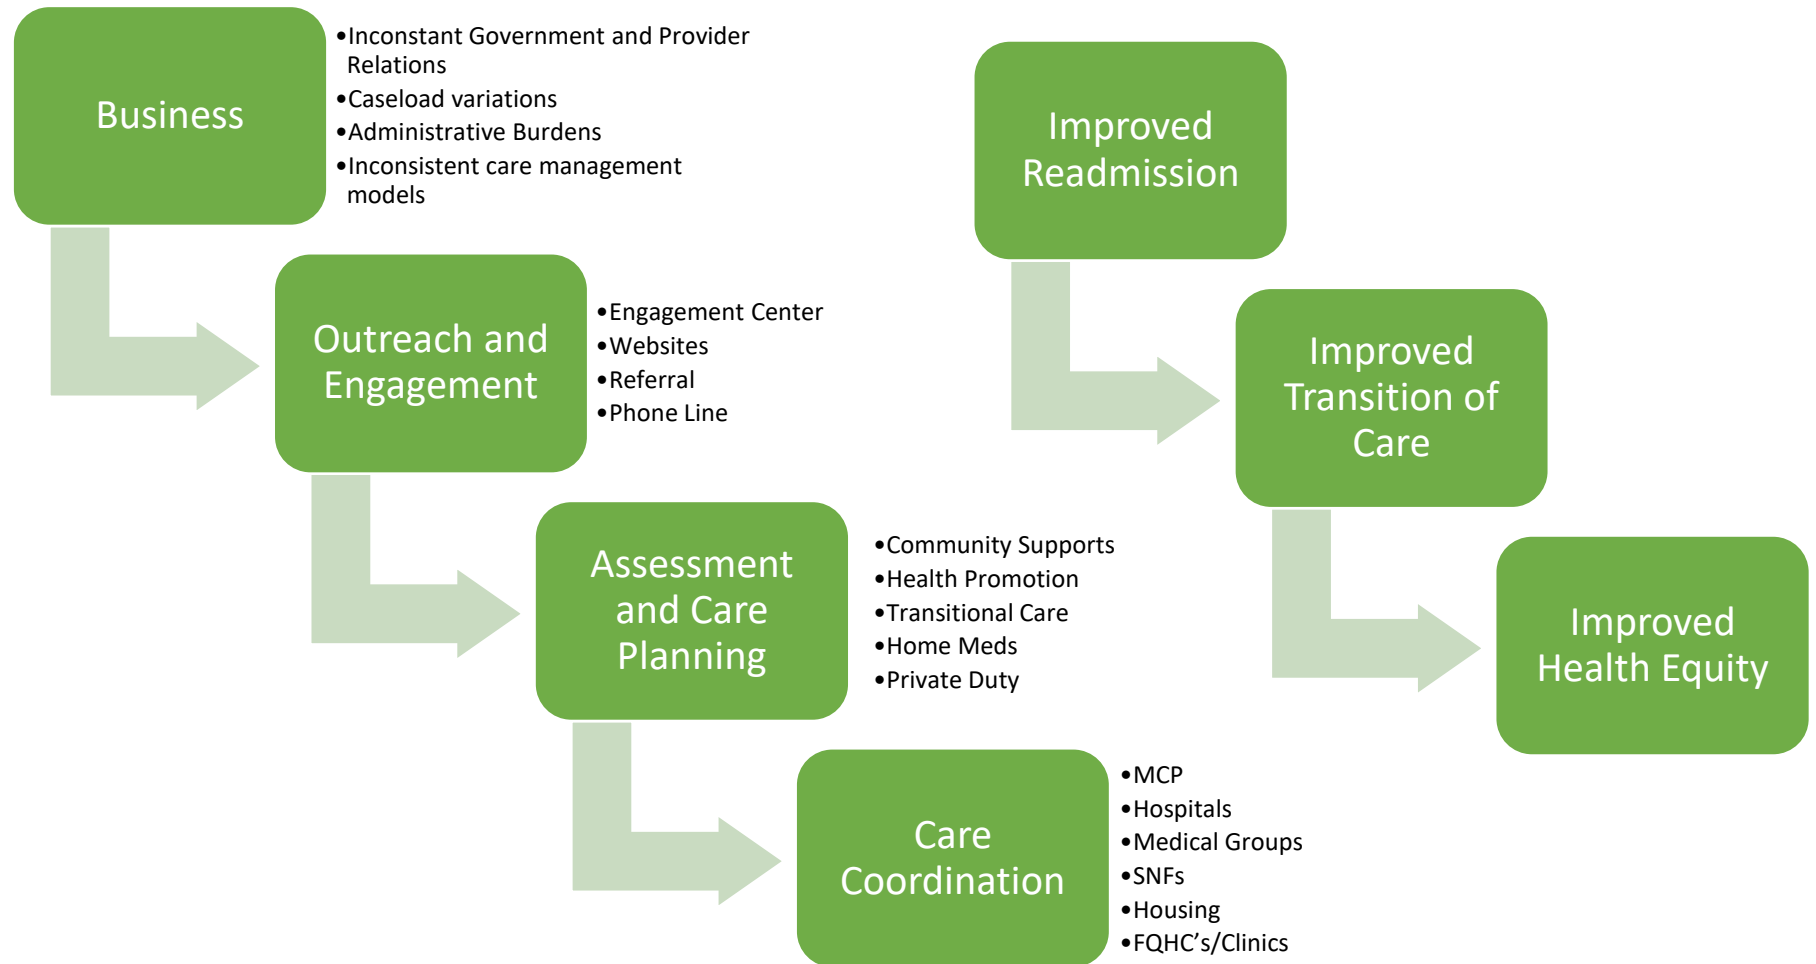 Business
•Inconstant Government and Provider
Relations
•Caseload variations
•Administrative Burdens
•Inconsistent care management
models
Outreach and
Engagement
•Engagement Center
•Websites
•Referral
•Phone Line
Assessment
and Care
Planning
•Community Supports
•Health Promotion
•Transitional Care
•Home Meds
•Private Duty
Care
Coordination
•MCP
•Hospitals
•Medical Groups
•SNFs
•Housing
•FQHC’s/Clinics
Improved
Readmission
Improved
Transition of
Care
Improved
Health Equity